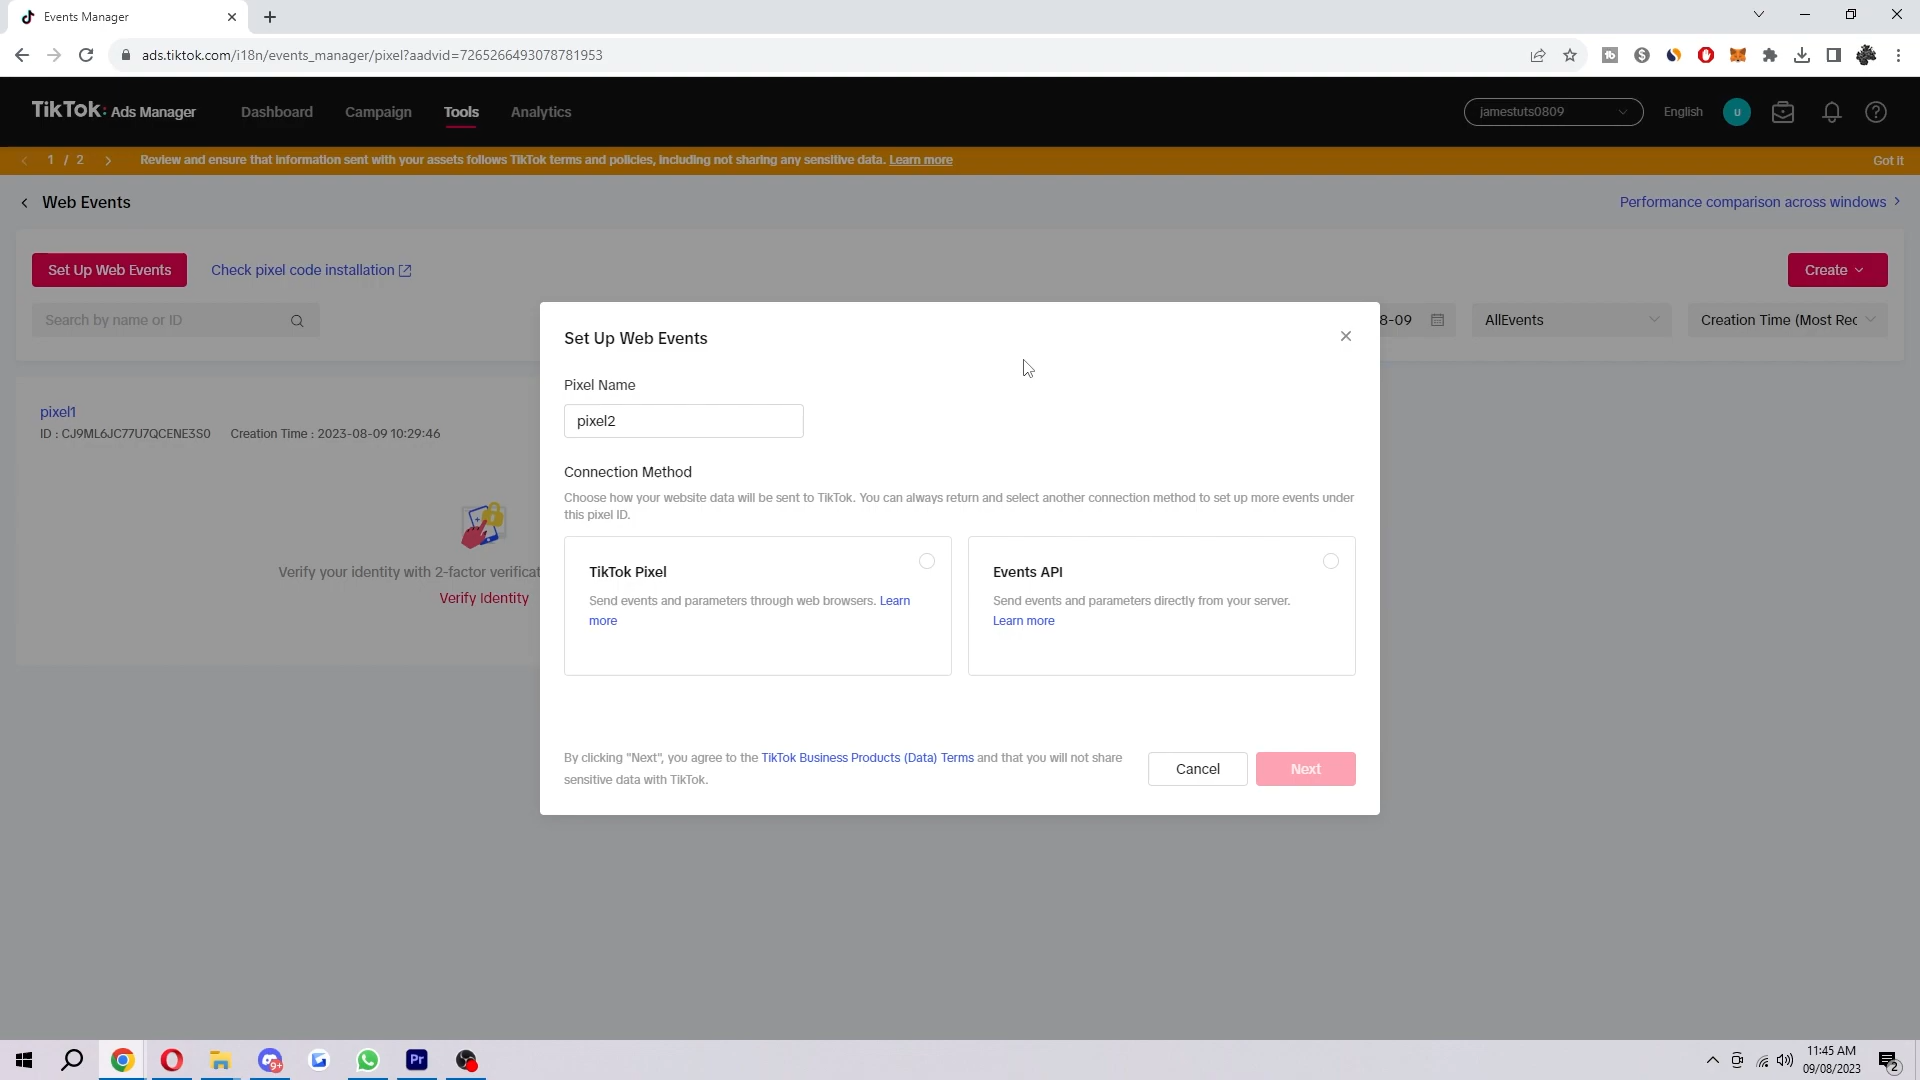 Events Manager
ads.tiktok.com/i18n/events_manager/pixel?aadvid=7265266493078781953
TikTok: Ads Manager
Dashboard
Campaign
Tools
Analytics
jamestuts0809
English
U
1 / 2
Review and ensure that information sent with your assets follows TikTok terms and policies, including not sharing any sensitive data. Learn more
Got it
Web Events
Performance comparison across windows
Set Up Web Events
Check pixel code installation
Create
Search by name or ID
8-09
AllEvents
Creation Time (Most Rec
pixel1
ID : CJ9ML6JC77U7QCENE3S0
Creation Time : 2023-08-09 10:29:46
Verify your identity with 2-factor verificat
Verify Identity
Set Up Web Events
Pixel Name
pixel2
Connection Method
Choose how your website data will be sent to TikTok. You can always return and select another connection method to set up more events under
this pixel ID.
TikTok Pixel
Send events and parameters through web browsers. Learn
more
Events API
Send events and parameters directly from your server.
Learn more
By clicking "Next", you agree to the TikTok Business Products (Data) Terms and that you will not share
sensitive data with TikTok.
Cancel
Next
9+
Pr
11:45 AM
09/08/2023
2